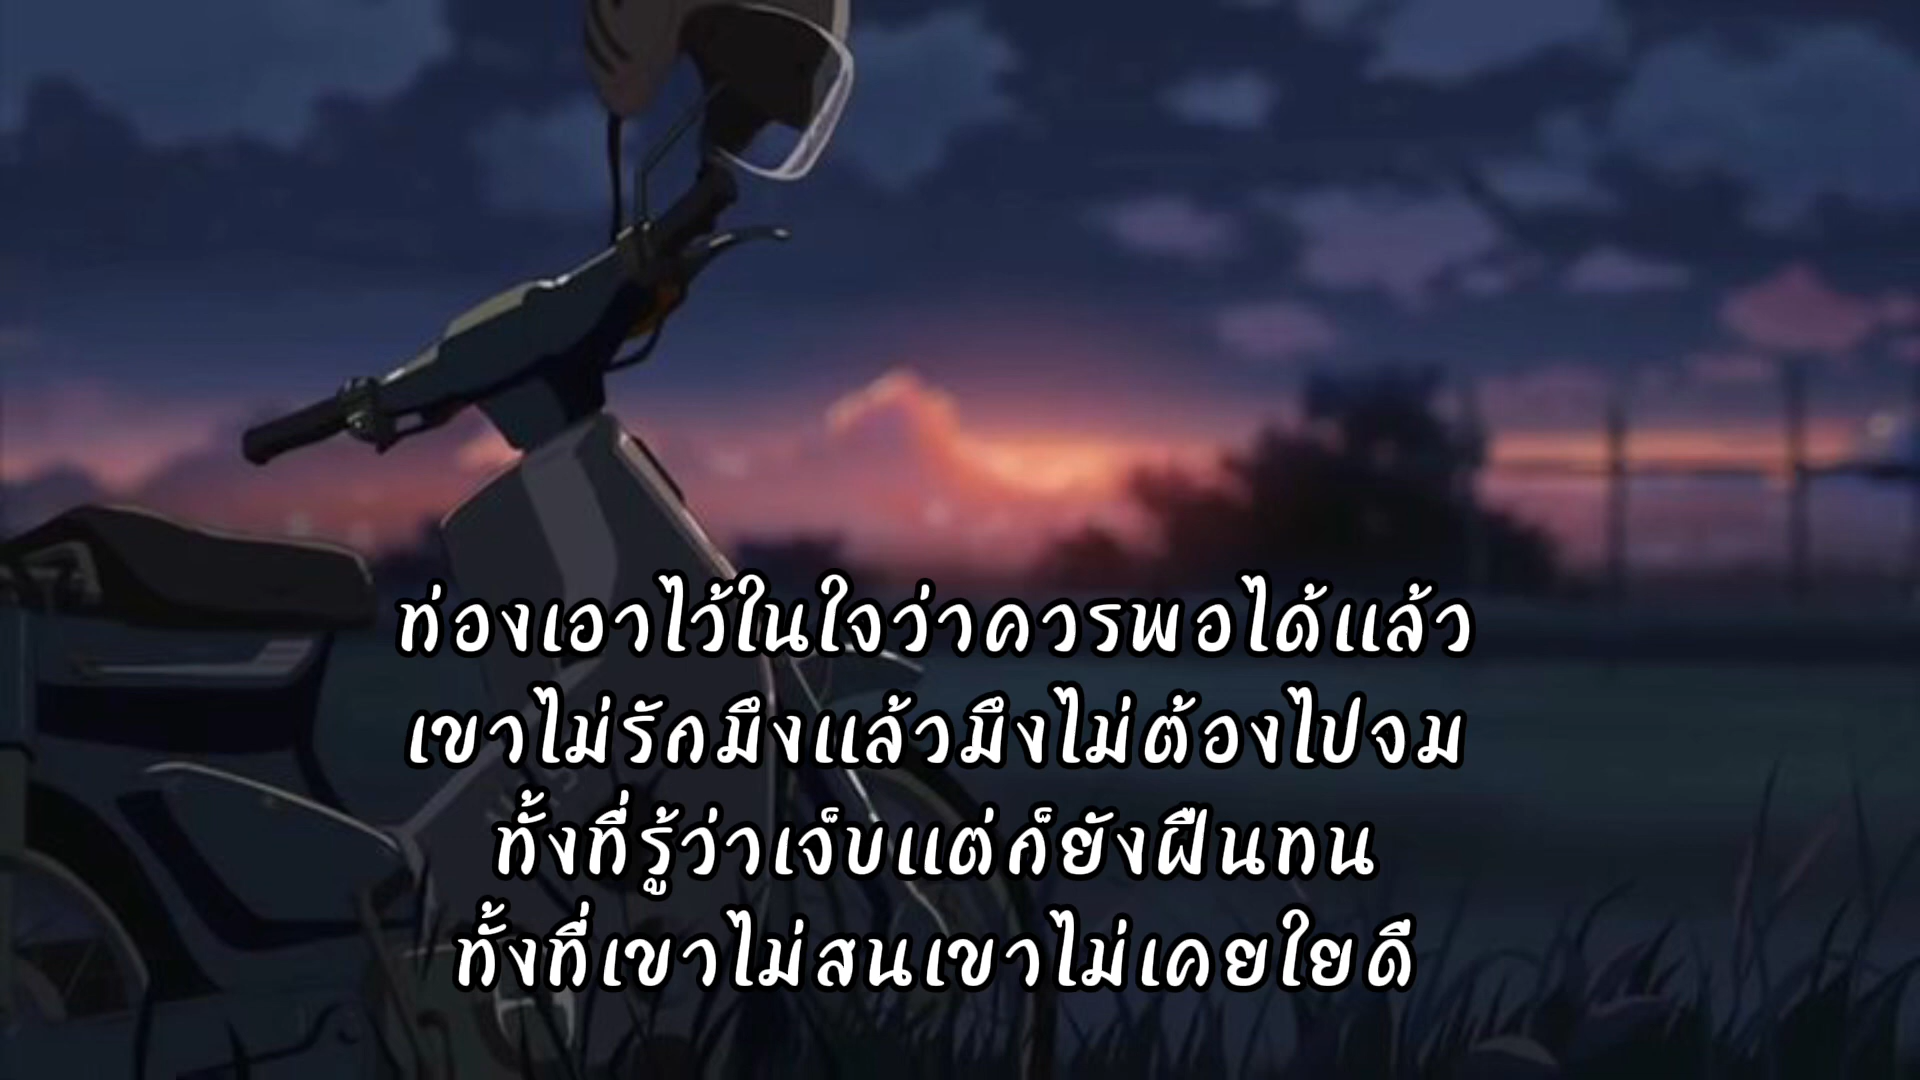 ท่องเอาไว้ในใจว่าควรพอได้แล้ว
เขาไม่รักมึงแล้วมึงไม่ต้องไปจม
ทั้งที่รู้ว่าเจ็บแต่ก็ยังฝืนทน
ทั้งที่เขาไม่สนเขาไม่เคยใยดี